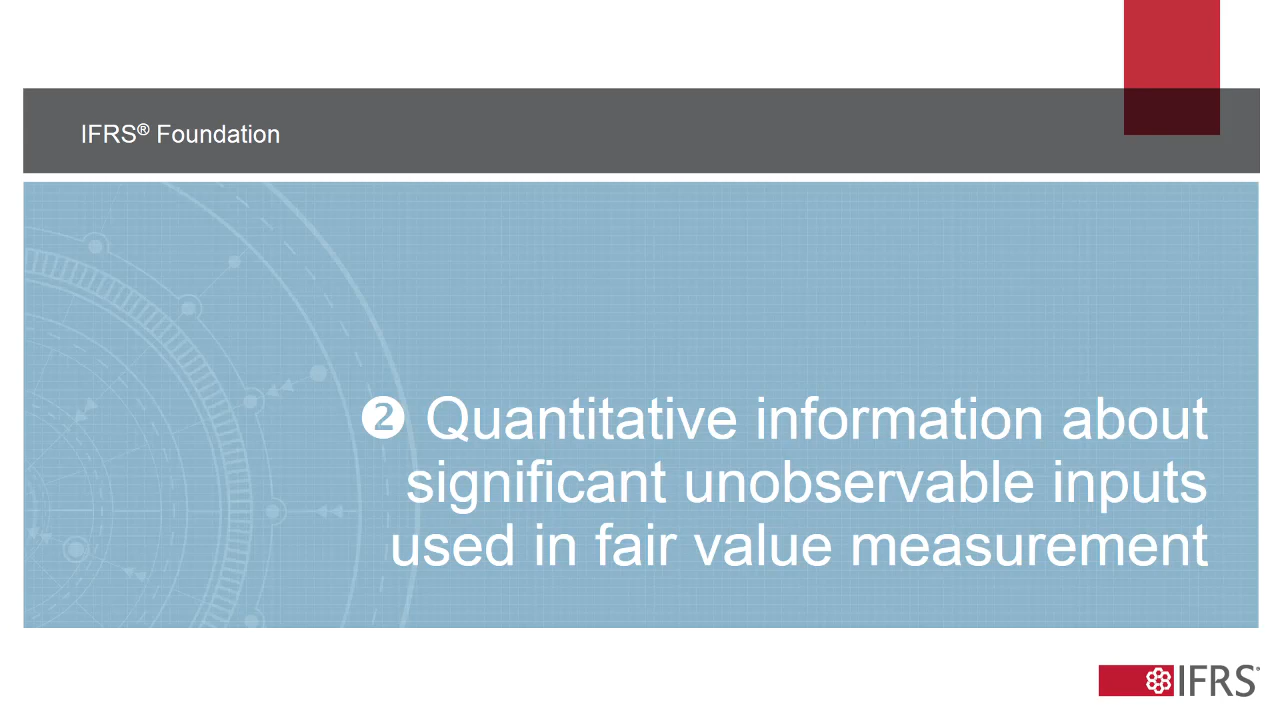 IFRS® Foundation
❷ Quantitative information about
significant unobservable inputs
used in fair value measurement
IFRS®